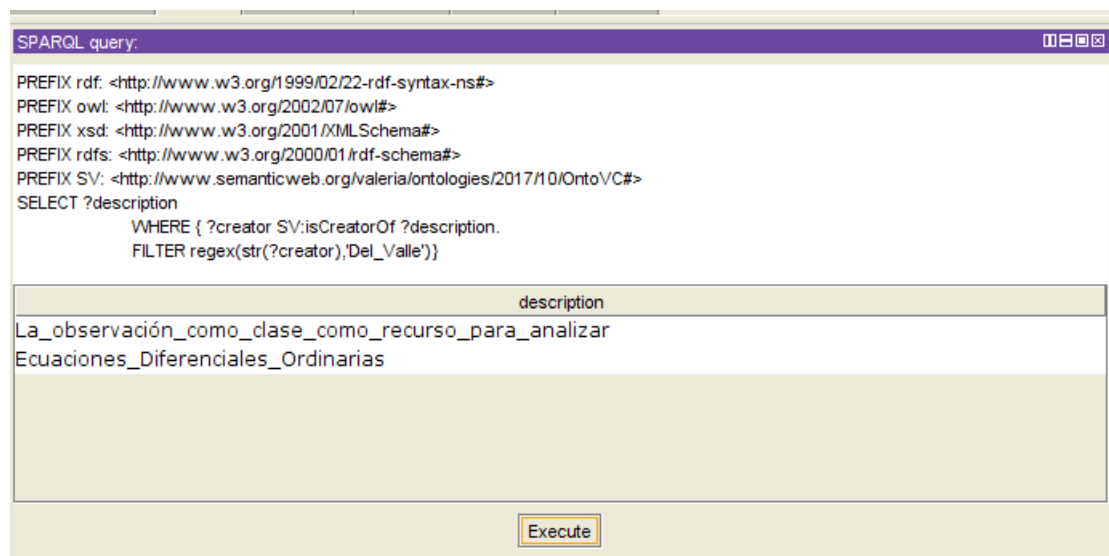 SPARQL query:
PREFIX rdf: <http://www.w3.org/1999/02/22-rdf-syntax-ns#>
PREFIX owl: <http://www.w3.org/2002/07/owl#>
PREFIX xsd: <http://www.w3.org/2001/XMLSchema#>
PREFIX rdfs: <http://www.w3.org/2000/01/rdf-schema#>
PREFIX SV: <http://www.semanticweb.org/valeria/ontologies/2017/10/OntoVC#>
SELECT ?description
WHERE { ?creator SV:isCreatorOf ?description.
FILTER regex(str(?creator),'Del_Valle')}
description
La_observación_como_clase_como_recurso_para_analizar
Ecuaciones_Diferenciales_Ordinarias
Execute